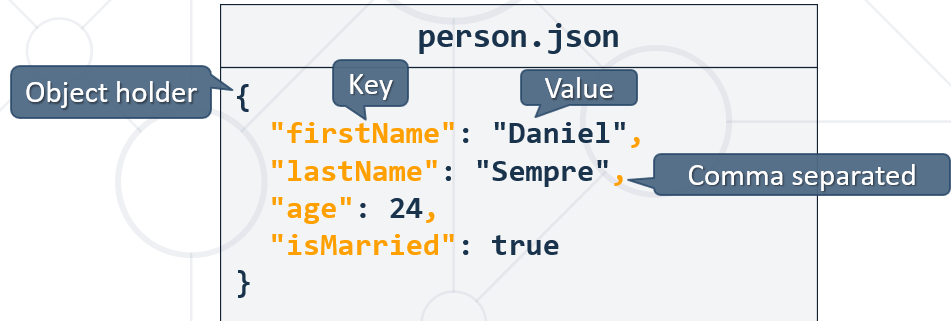 person.json
Object holder
Key
Value
{
"firstName": "Daniel",
"lastName": "Sempre",
Comma separated
"age": 24,
"isMarried": true
}